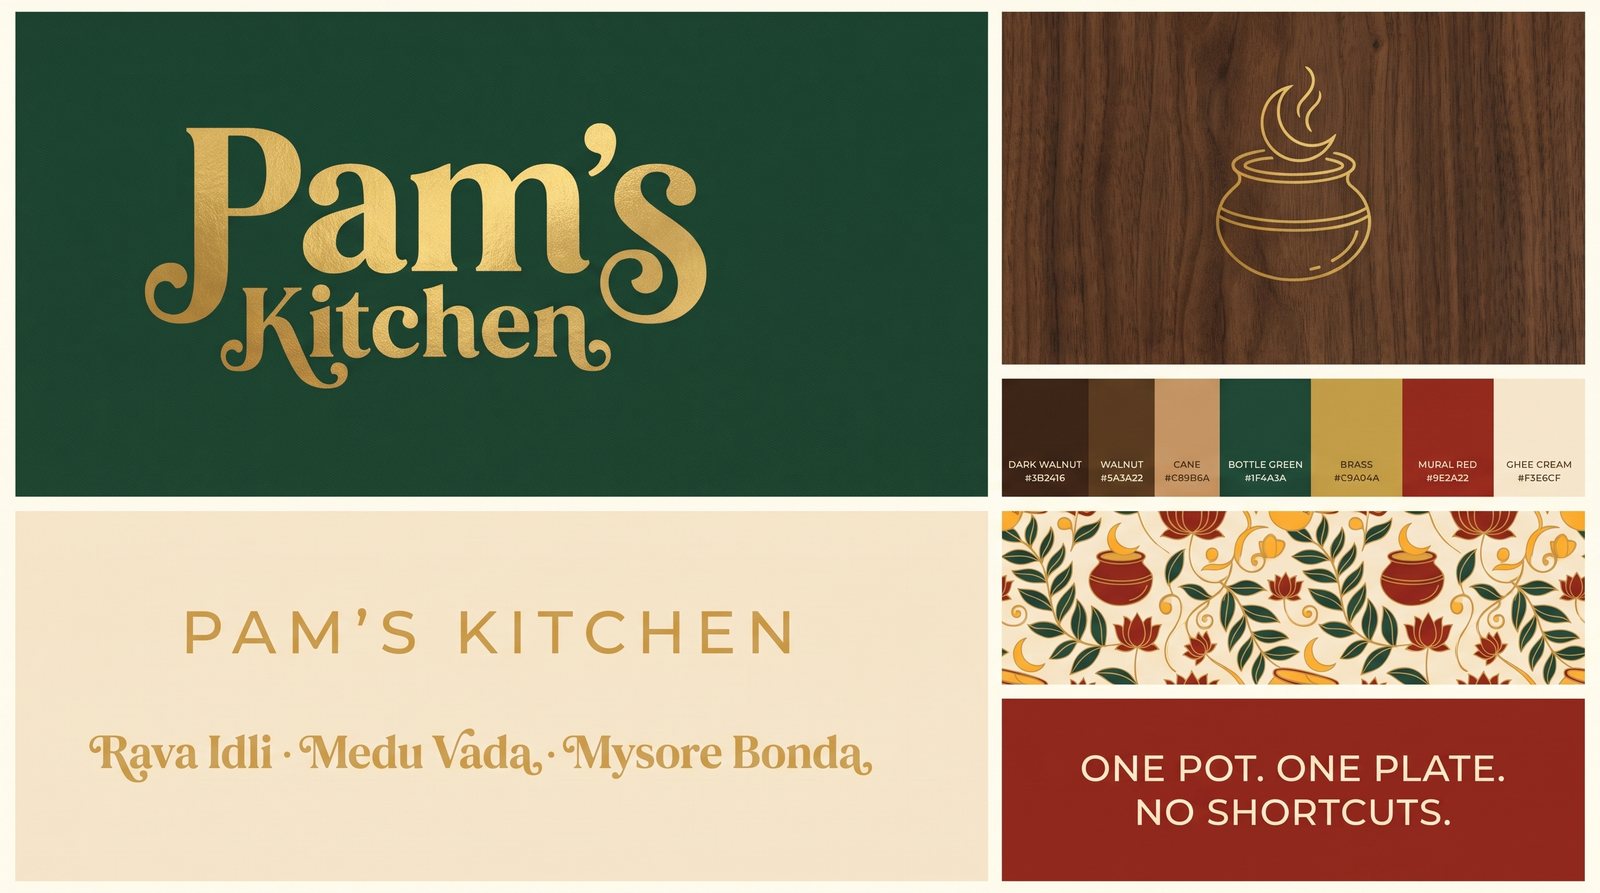 Pam's
Kitchen
DARK WALNUT
#3B2416
WALNUT
#5A3A22
CANE
#C89B6A
BOTTLE GREEN
#1F4A3A
BRASS
#C9A04A
MURAL RED
#9E2A22
GHEE CREAM
#F3E6CF
PAM'S KITCHEN
Rava Idli · Medu Vada · Mysore Bonda
ONE POT. ONE PLATE.
NO SHORTCUTS.